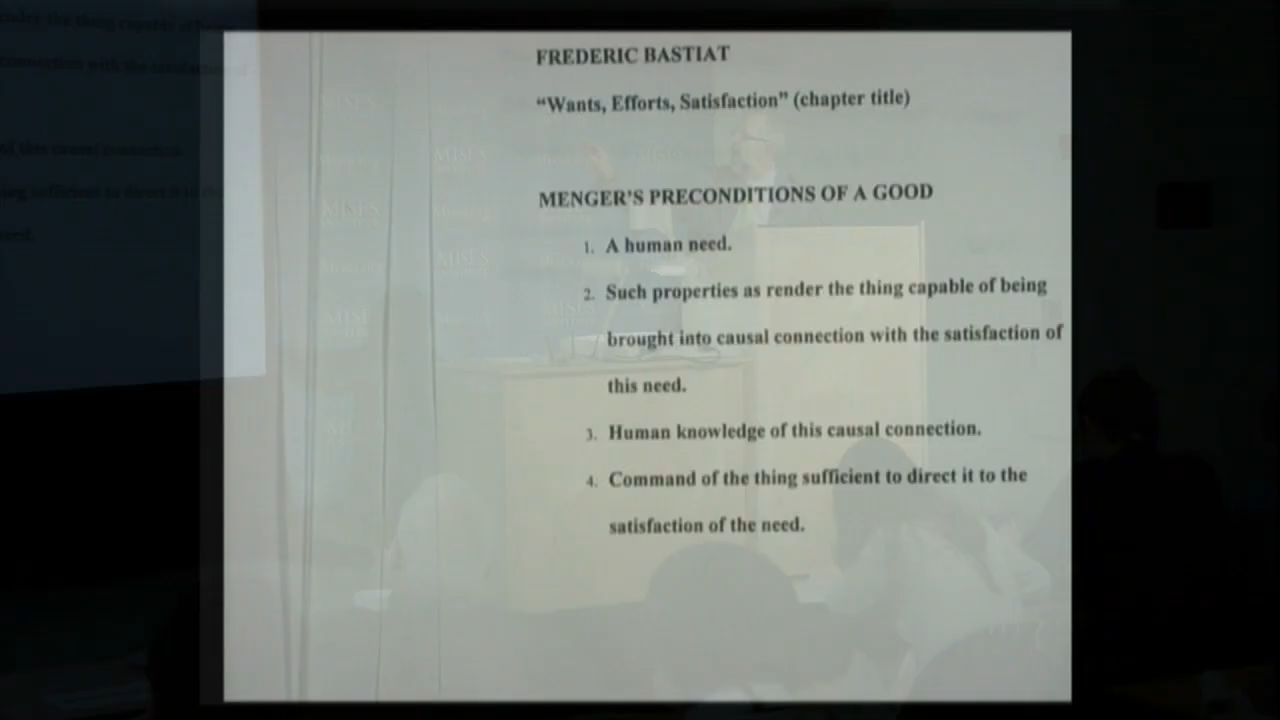 FREDERIC BASTIAT
“Wants, Efforts, Satisfaction” (chapter title)
MENGER’S PRECONDITIONS OF A GOOD
1. A human need.
2. Such properties as render the thing capable of being
brought into causal connection with the satisfaction of
this need.
3. Human knowledge of this causal connection.
4. Command of the thing sufficient to direct it to the
satisfaction of the need.